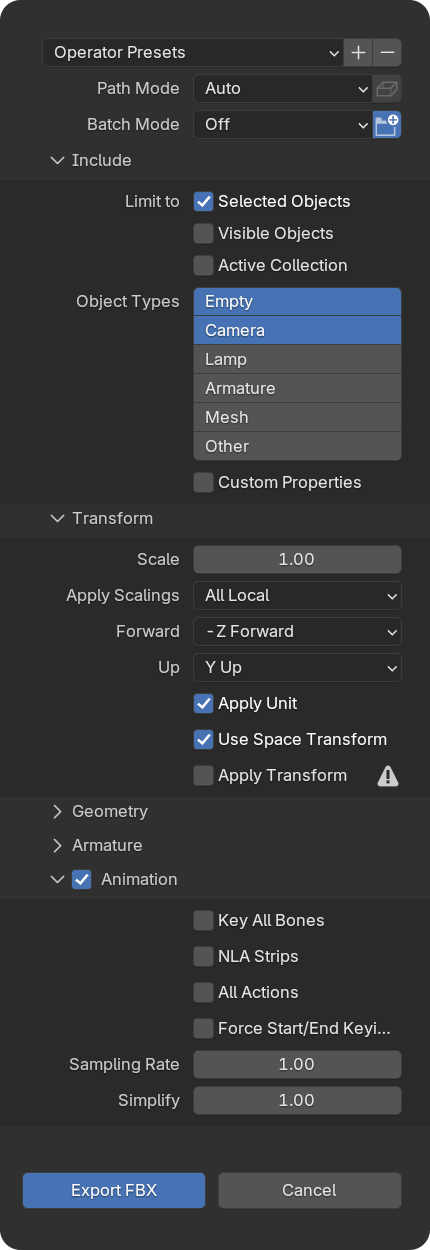 Operator Presets
Path Mode Auto
Batch Mode Off
Include
Limit to Selected Objects
Visible Objects
Active Collection
Object Types Empty
Camera
Lamp
Armature
Mesh
Other
Custom Properties
Transform
Scale 1.00
Apply Scalings All Local
Forward -Z Forward
Up Y Up
Apply Unit
Use Space Transform
Apply Transform
Geometry
Armature
Animation
Key All Bones
NLA Strips
All Actions
Force Start/End Keyi...
Sampling Rate 1.00
Simplify 1.00
Export FBX Cancel